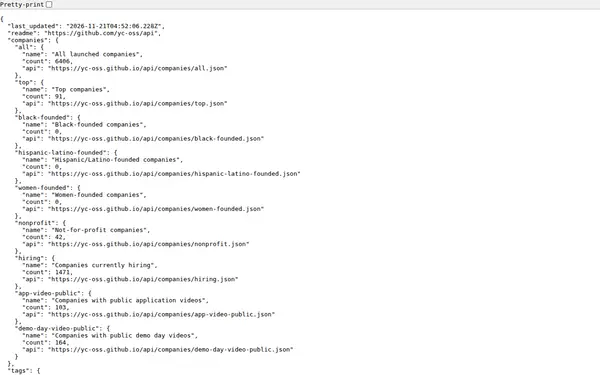 Pretty-print
{
"last_updated": "2026-11-21T04:52:06.228Z",
"readme": "https://github.com/yc-oss/api",
"companies": {
"all": {
"name": "All launched companies",
"count": 6406,
"api": "https://yc-oss.github.io/api/companies/all.json"
},
"top": {
"name": "Top companies",
"count": 91,
"api": "https://yc-oss.github.io/api/companies/top.json"
},
"black-founded": {
"name": "Black-founded companies",
"count": 0,
"api": "https://yc-oss.github.io/api/companies/black-founded.json"
},
"hispanic-latino-founded": {
"name": "Hispanic/Latino-founded companies",
"count": 0,
"api": "https://yc-oss.github.io/api/companies/hispanic-latino-founded.json"
},
"women-founded": {
"name": "Women-founded companies",
"count": 0,
"api": "https://yc-oss.github.io/api/companies/women-founded.json"
},
"nonprofit": {
"name": "Not-for-profit companies",
"count": 42,
"api": "https://yc-oss.github.io/api/companies/nonprofit.json"
},
"hiring": {
"name": "Companies currently hiring",
"count": 1471,
"api": "https://yc-oss.github.io/api/companies/hiring.json"
},
"app-video-public": {
"name": "Companies with public application videos",
"count": 103,
"api": "https://yc-oss.github.io/api/companies/app-video-public.json"
},
"demo-day-video-public": {
"name": "Companies with public demo day videos",
"count": 164,
"api": "https://yc-oss.github.io/api/companies/demo-day-video-public.json"
}
},
"tags": {